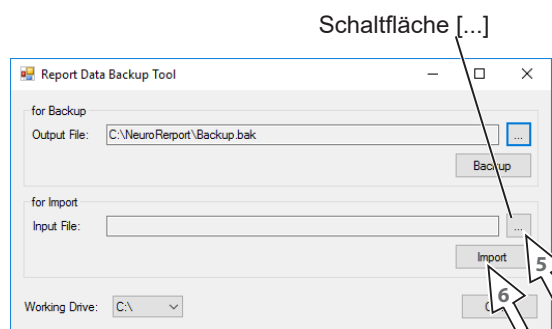 Schaltfläche [...]
Report Data Backup Tool
for Backup
Output File: C:\NeuroRerport\Backup.bak ...
Backup
for Import
Input File: ...
Import
5
6
Working Drive: C:\